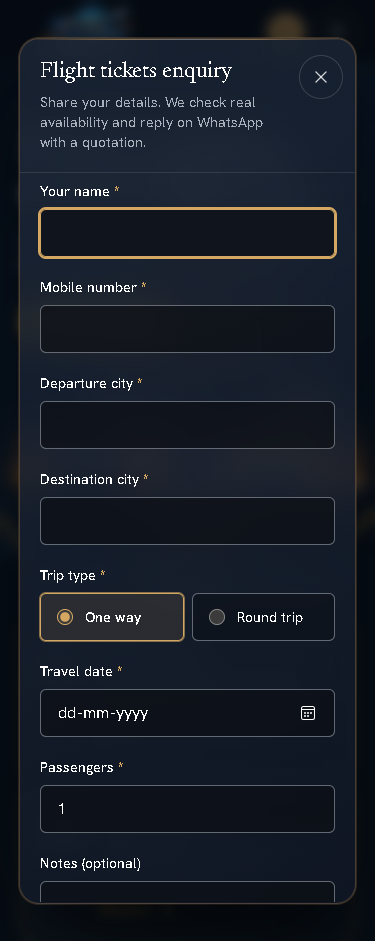 Flight tickets enquiry
Share your details. We check real
availability and reply on WhatsApp
with a quotation.
Your name *
Mobile number *
Departure city *
Destination city *
Trip type *
One way
Round trip
Travel date *
dd-mm-yyyy
Passengers *
1
Notes (optional)